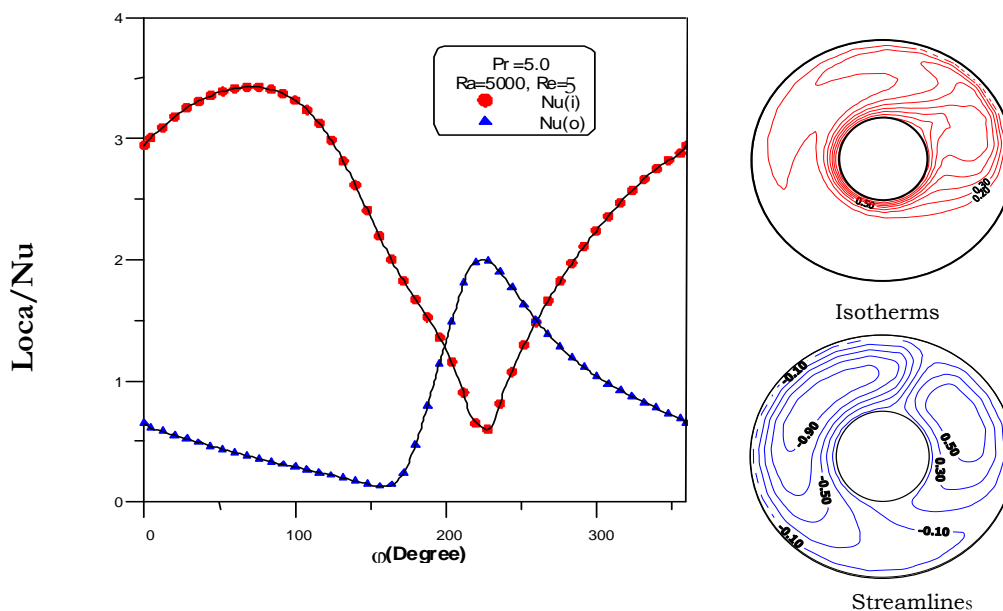 4
3
2
1
0
Loca/Nu
Pr=5.0
Ra=5000, Re=5
Nu(i)
Nu(o)
0 100 200 300
φ(Degree)
0.50
0.30
0.20
Isotherms
-0.10
-0.90
-0.50
0.50
0.30
-0.10
-0.10
Streamlines